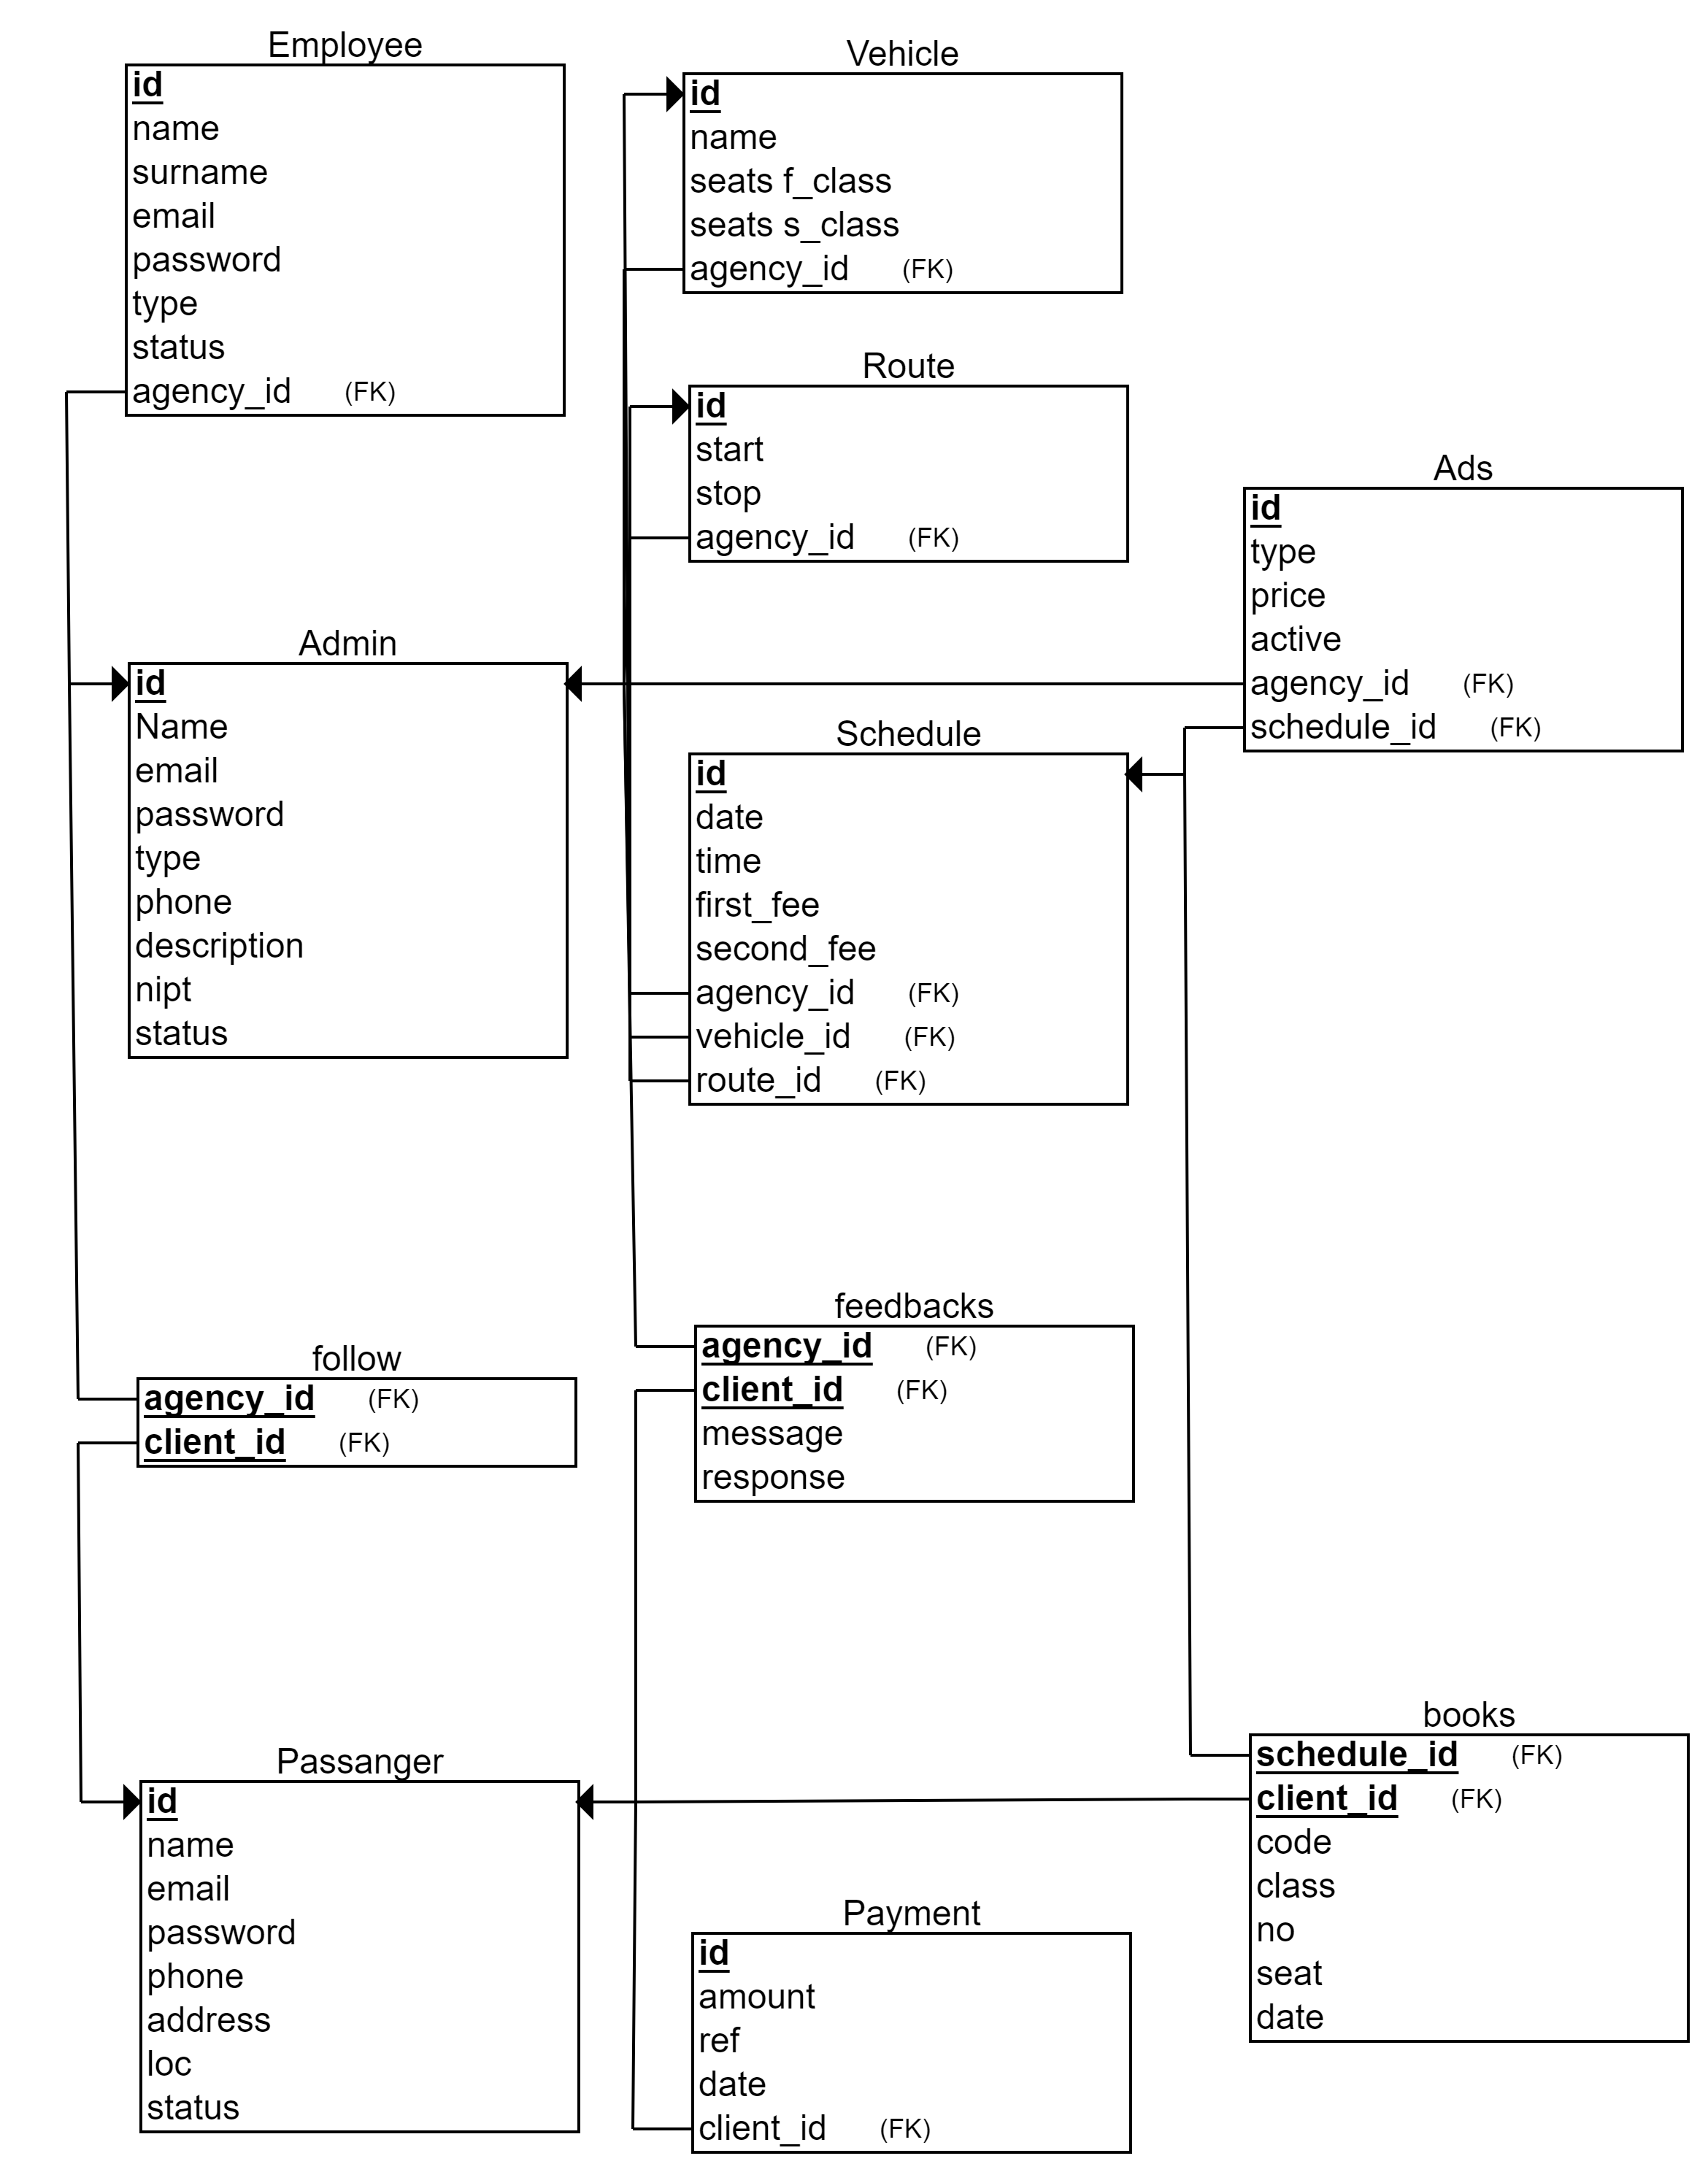 Employee
id
name
surname
email
password
type
status
agency_id (FK)
Vehicle
id
name
seats f_class
seats s_class
agency_id (FK)
Route
id
start
stop
agency_id (FK)
Ads
id
type
price
active
agency_id (FK)
schedule_id (FK)
Admin
id
Name
email
password
type
phone
description
nipt
status
Schedule
id
date
time
first_fee
second_fee
agency_id (FK)
vehicle_id (FK)
route_id (FK)
feedbacks
agency_id (FK)
client_id (FK)
message
response
follow
agency_id (FK)
client_id (FK)
books
schedule_id (FK)
client_id (FK)
code
class
no
seat
date
Passanger
id
name
email
password
phone
address
loc
status
Payment
id
amount
ref
date
client_id (FK)